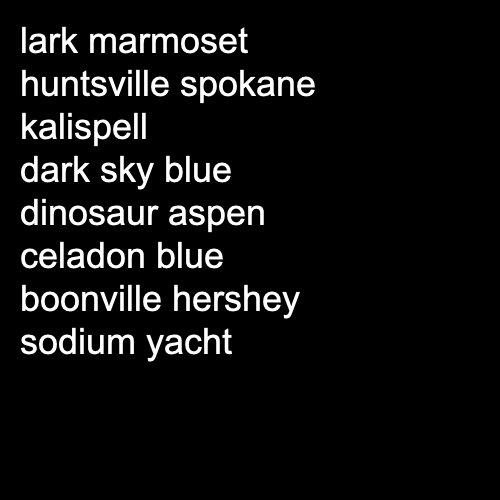 lark marmoset
huntsville spokane
kalispell
dark sky blue
dinosaur aspen
celadon blue
boonville hershey
sodium yacht